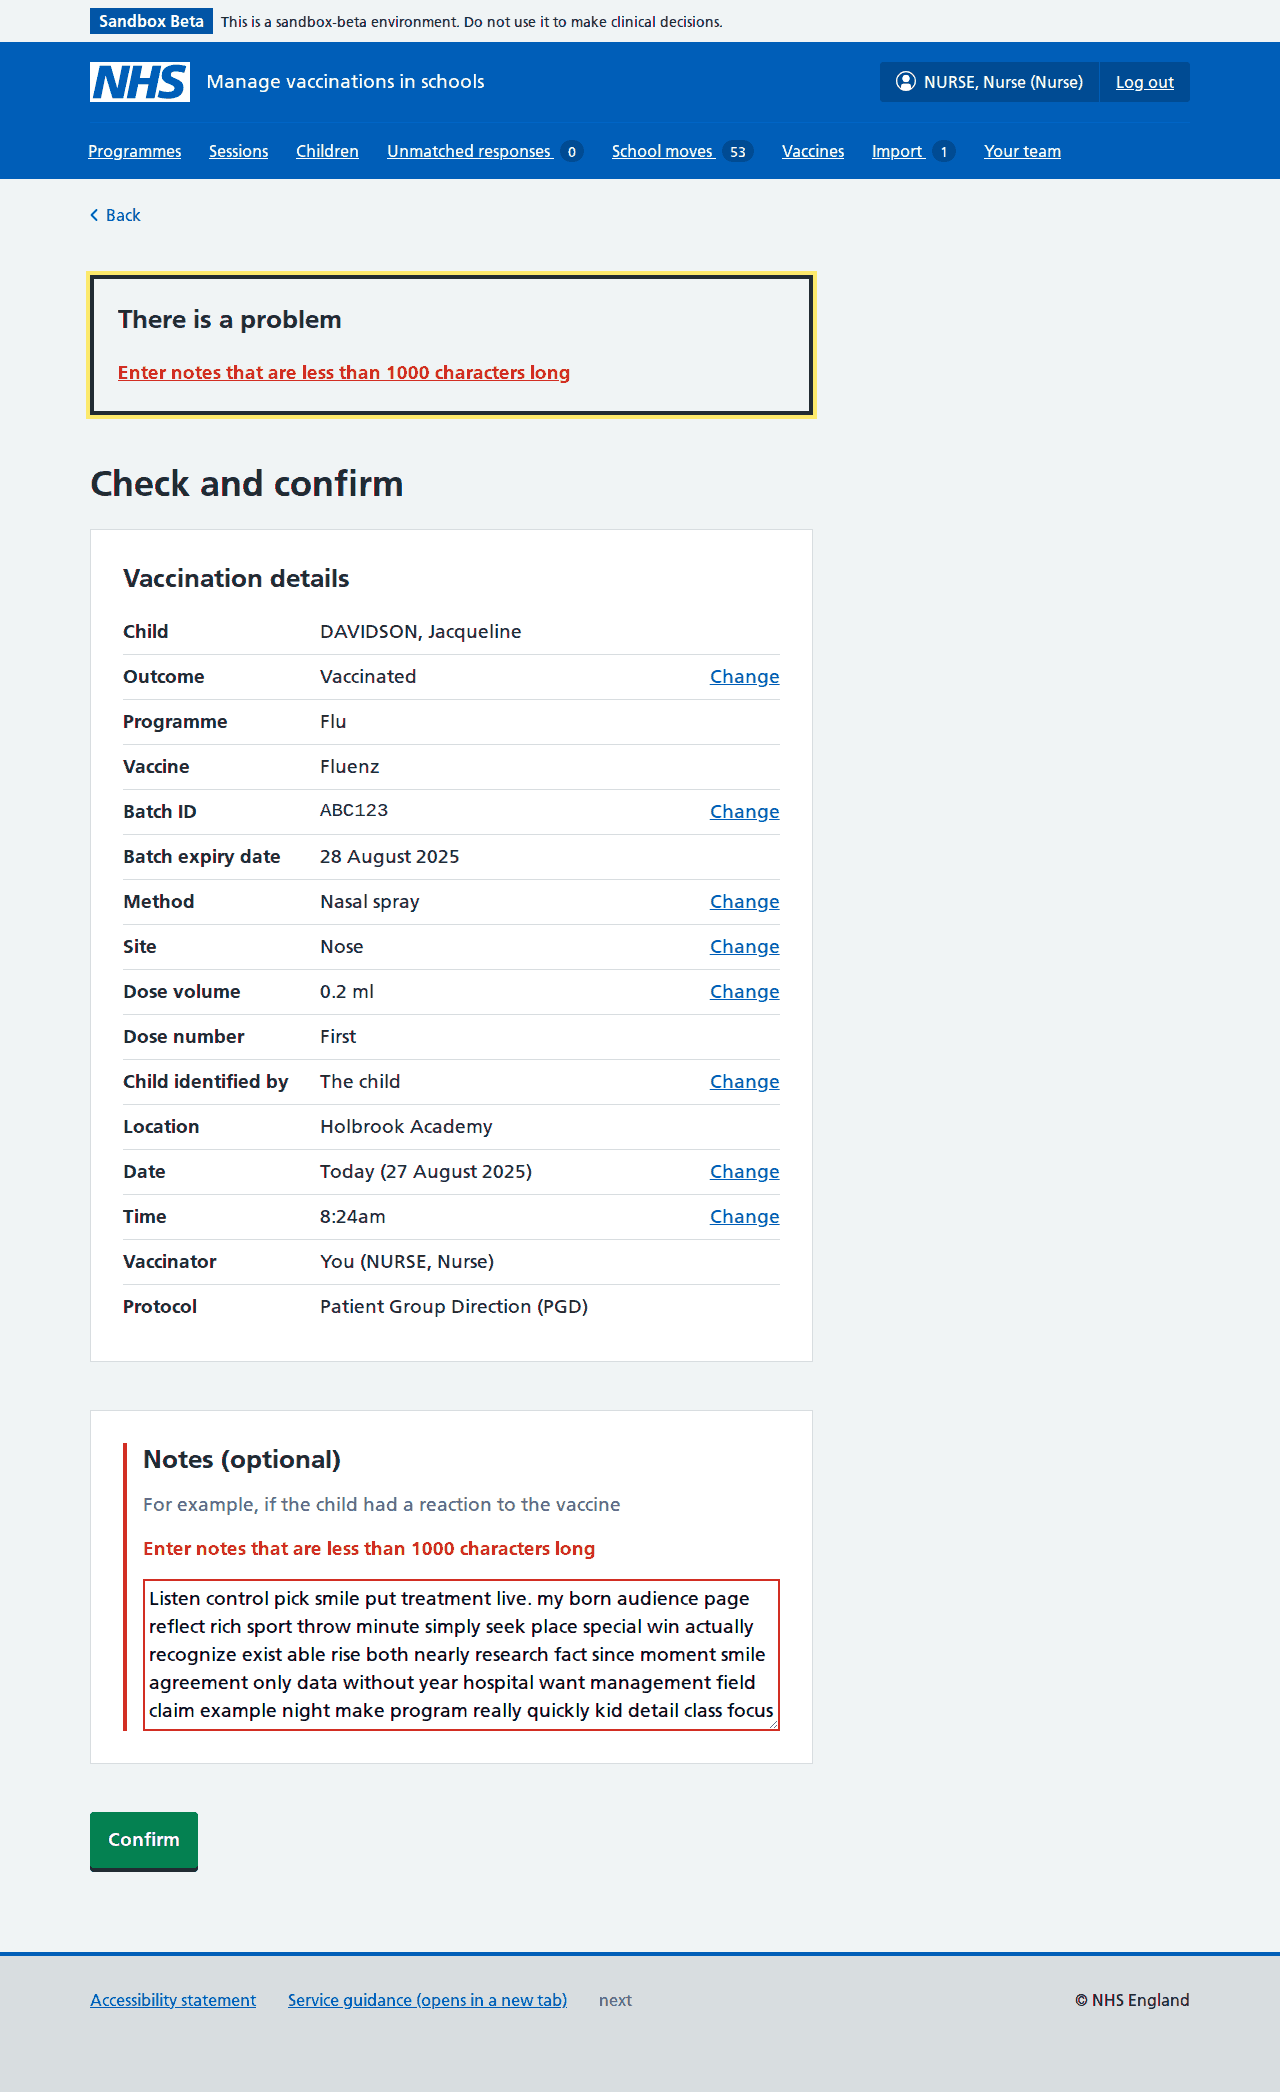 Sandbox Beta This is a sandbox-beta environment. Do not use it to make clinical decisions.
NHS Manage vaccinations in schools NURSE, Nurse (Nurse) Log out
Programmes Sessions Children Unmatched responses 0 School moves 53 Vaccines Import 1 Your team
Back
There is a problem
Enter notes that are less than 1000 characters long
Check and confirm
Vaccination details
Child DAVIDSON, Jacqueline
Outcome Vaccinated Change
Programme Flu
Vaccine Fluenz
Batch ID ABC123 Change
Batch expiry date 28 August 2025
Method Nasal spray Change
Site Nose Change
Dose volume 0.2 ml Change
Dose number First
Child identified by The child Change
Location Holbrook Academy
Date Today (27 August 2025) Change
Time 8:24am Change
Vaccinator You (NURSE, Nurse)
Protocol Patient Group Direction (PGD)
Notes (optional)
For example, if the child had a reaction to the vaccine
Enter notes that are less than 1000 characters long
Listen control pick smile put treatment live. my born audience page
reflect rich sport throw minute simply seek place special win actually
recognize exist able rise both nearly research fact since moment smile
agreement only data without year hospital want management field
claim example night make program really quickly kid detail class focus
Confirm
Accessibility statement Service guidance (opens in a new tab) next © NHS England